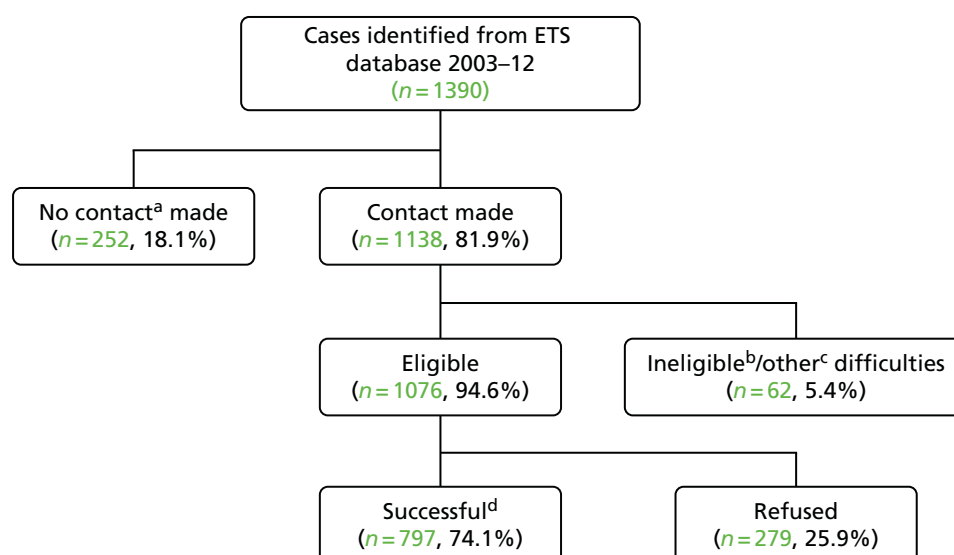 Cases identified from ETS
database 2003–12
(n=1390)
No contactᵃ made
(n=252, 18.1%)
Contact made
(n=1138, 81.9%)
Eligible
(n=1076, 94.6%)
Ineligibleᵇ/otherᶜ difficulties
(n=62, 5.4%)
Successfulᵈ
(n=797, 74.1%)
Refused
(n=279, 25.9%)